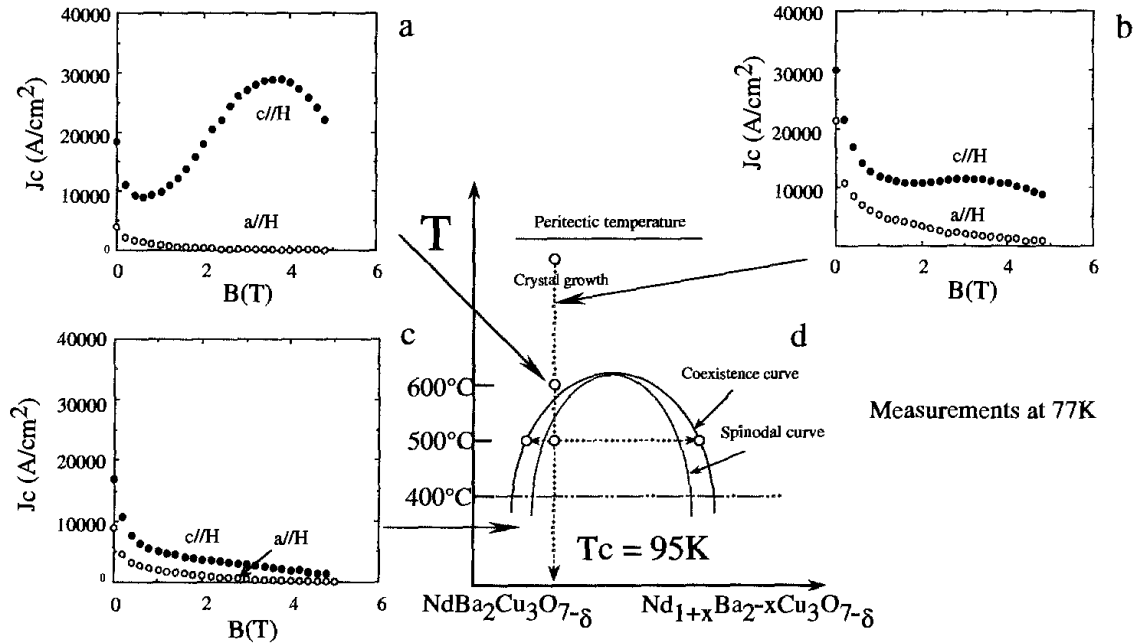 a
40000
30000
20000
10000
0
Jc (A/cm²)
c//H
a//H
0
2
4
6
B(T)
b
40000
30000
20000
10000
Jc (A/cm²)
c//H
a//H
0
2
4
6
B(T)
c
40000
30000
20000
10000
0
Jc (A/cm²)
c//H
a//H
0
2
4
6
B(T)
d
T
Peritectic temperature
Crystal growth
600°C
500°C
400°C
Coexistence curve
Spinodal curve
Tc = 95K
NdBa₂Cu₃O₇₋δ
Nd₁₊ₓBa₂-xCu₃O₇₋δ
Measurements at 77K